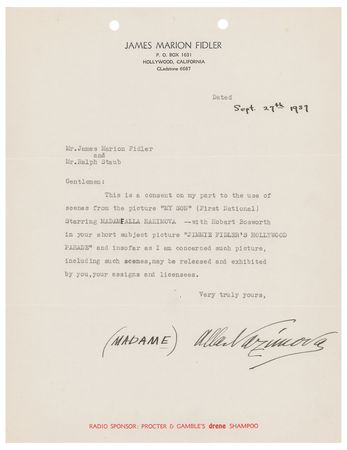 JAMES MARION FIDLER
P. O. BOX 1031
HOLLYWOOD, CALIFORNIA
GLadstone 6087
Dated
Sept. 27th 1937
Mr.James Marion Fidler
and
Mr.Ralph Staub
Gentlemen:
This is a consent on my part to the use of
scenes from the picture "MY SON" (First National)
Starring MADAME ALLA NAZIMOVA --with Hobart Bosworth
in your short subject picture "JIMMIE FIDLER'S HOLLYWOOD
PARADE" and insofar as I am concerned such picture,
including such scenes,may be released and exhibited
by you,your assigns and licensees.
Very truly yours,
(MADAME) Alla Nazimova
RADIO SPONSOR: PROCTER & GAMBLE'S drene SHAMPOO